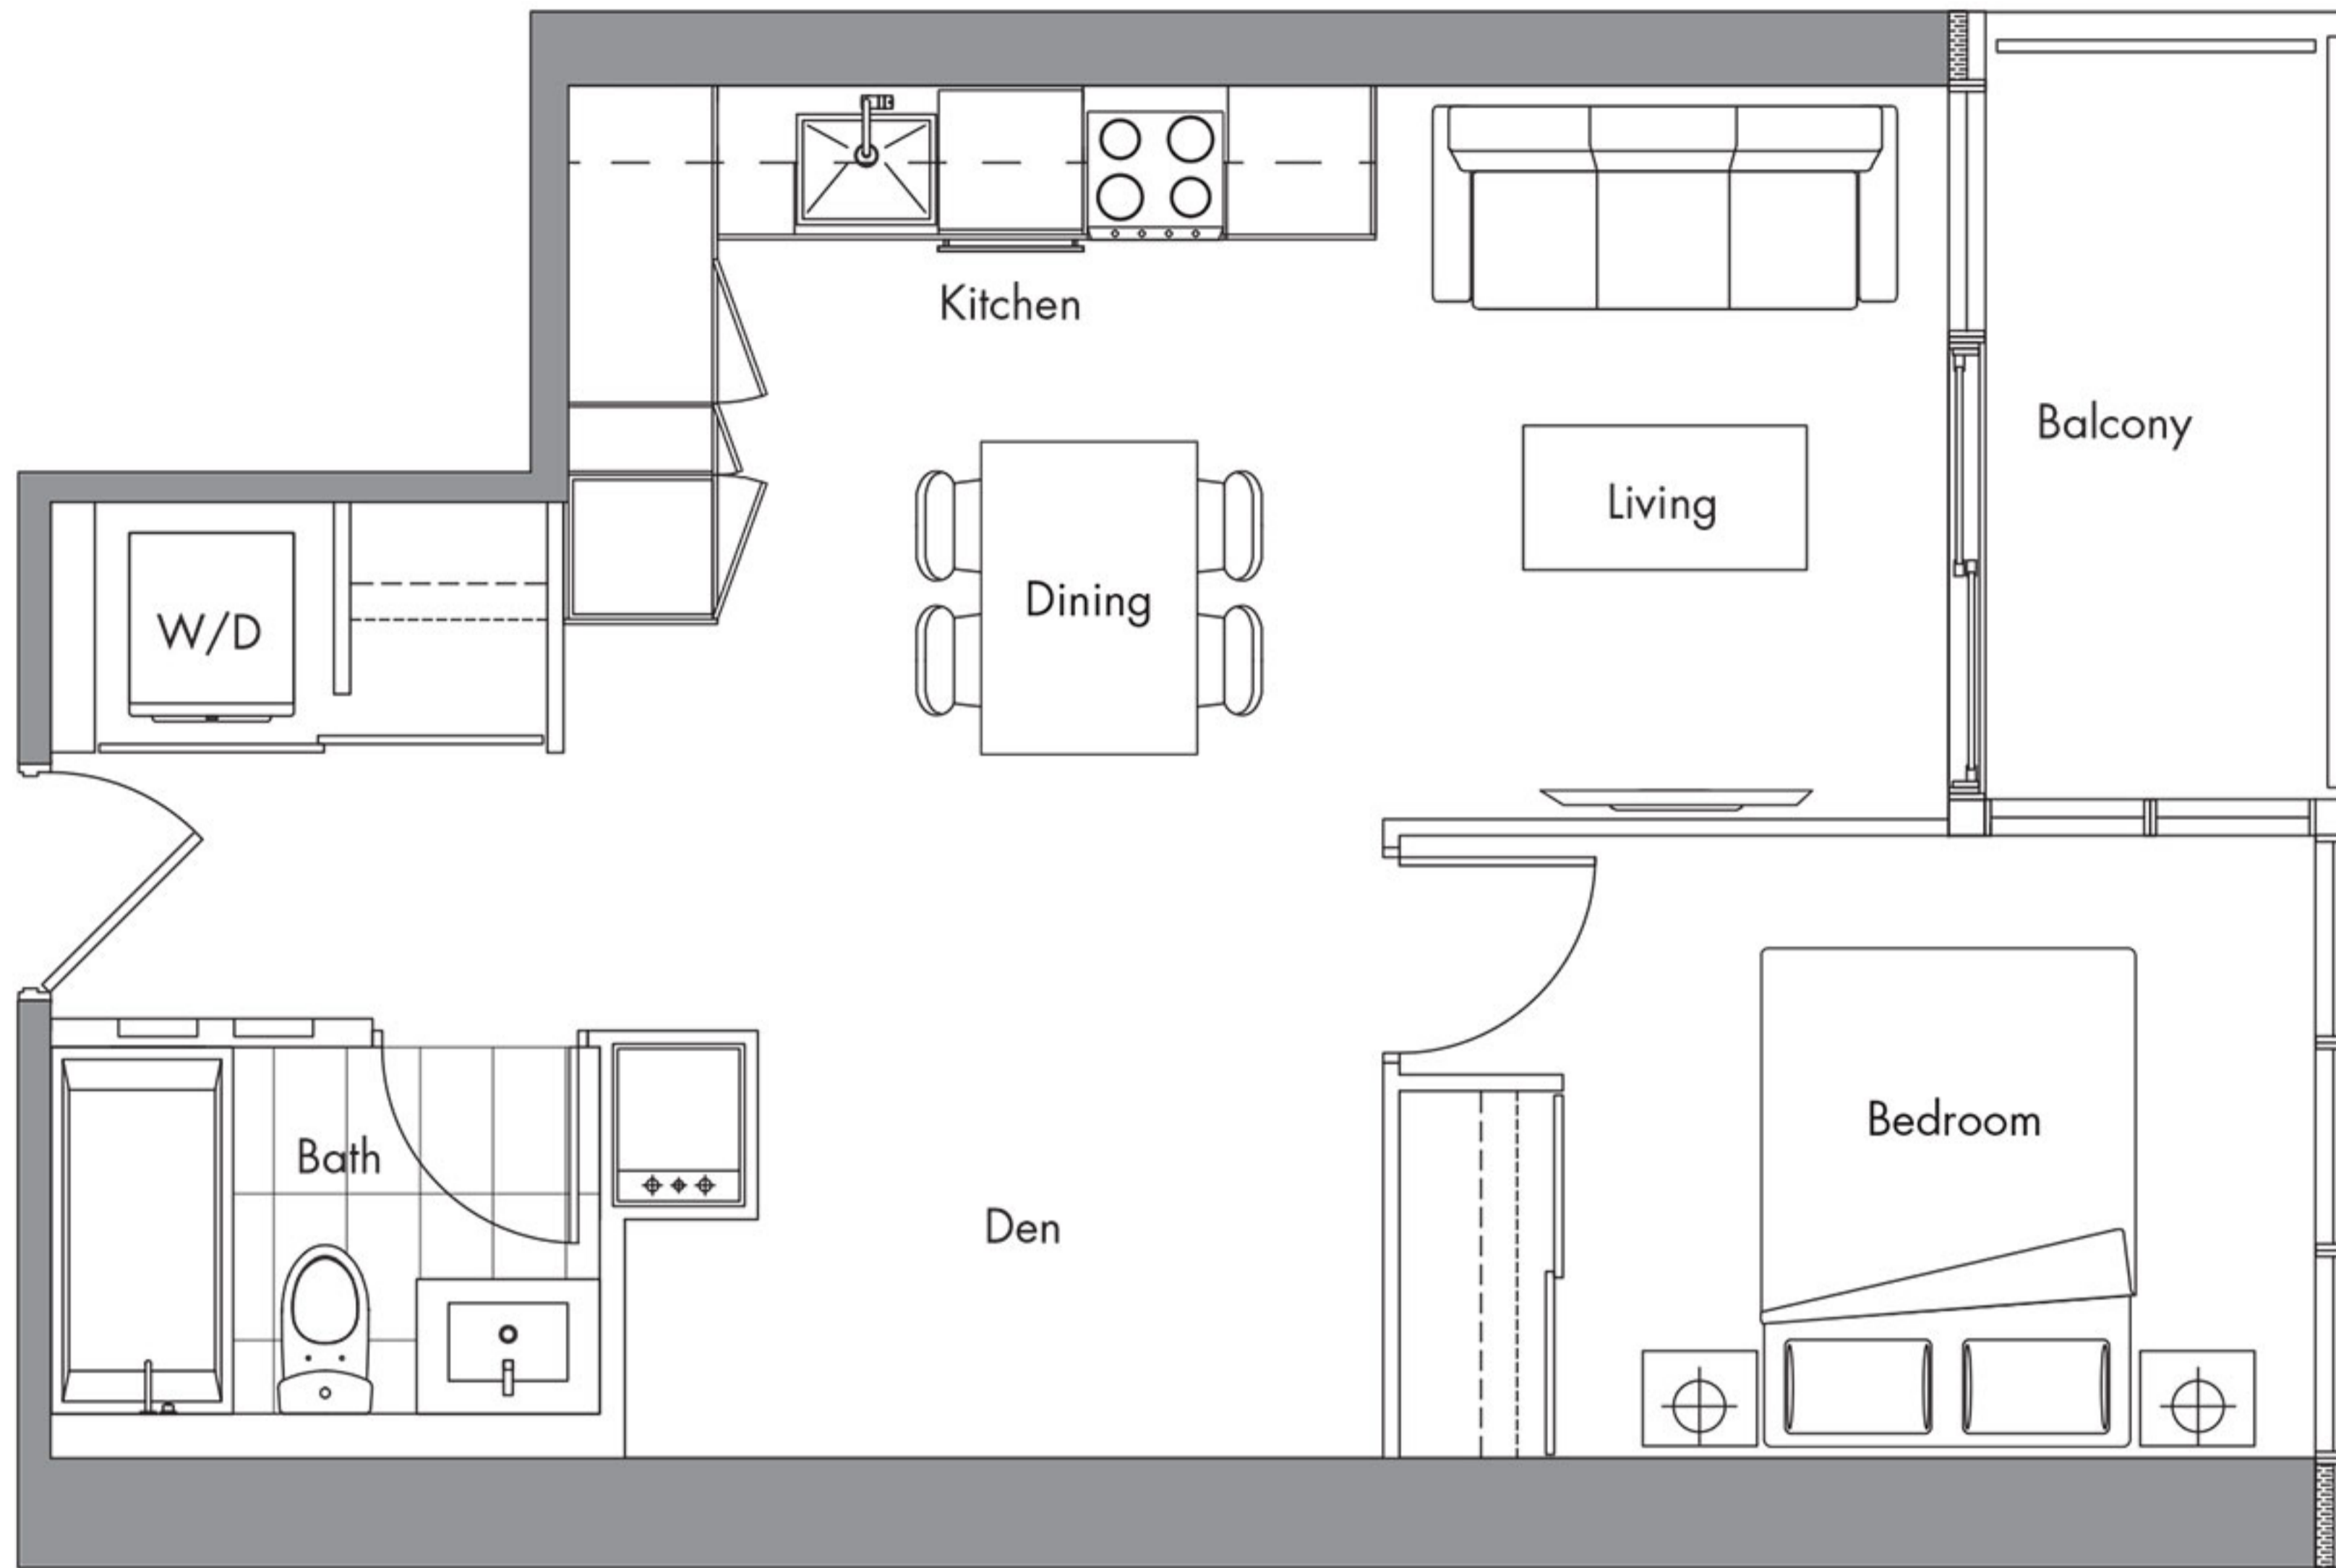 Kitchen
Balcony
Living
Dining
W/D
Bedroom
Bath
Den